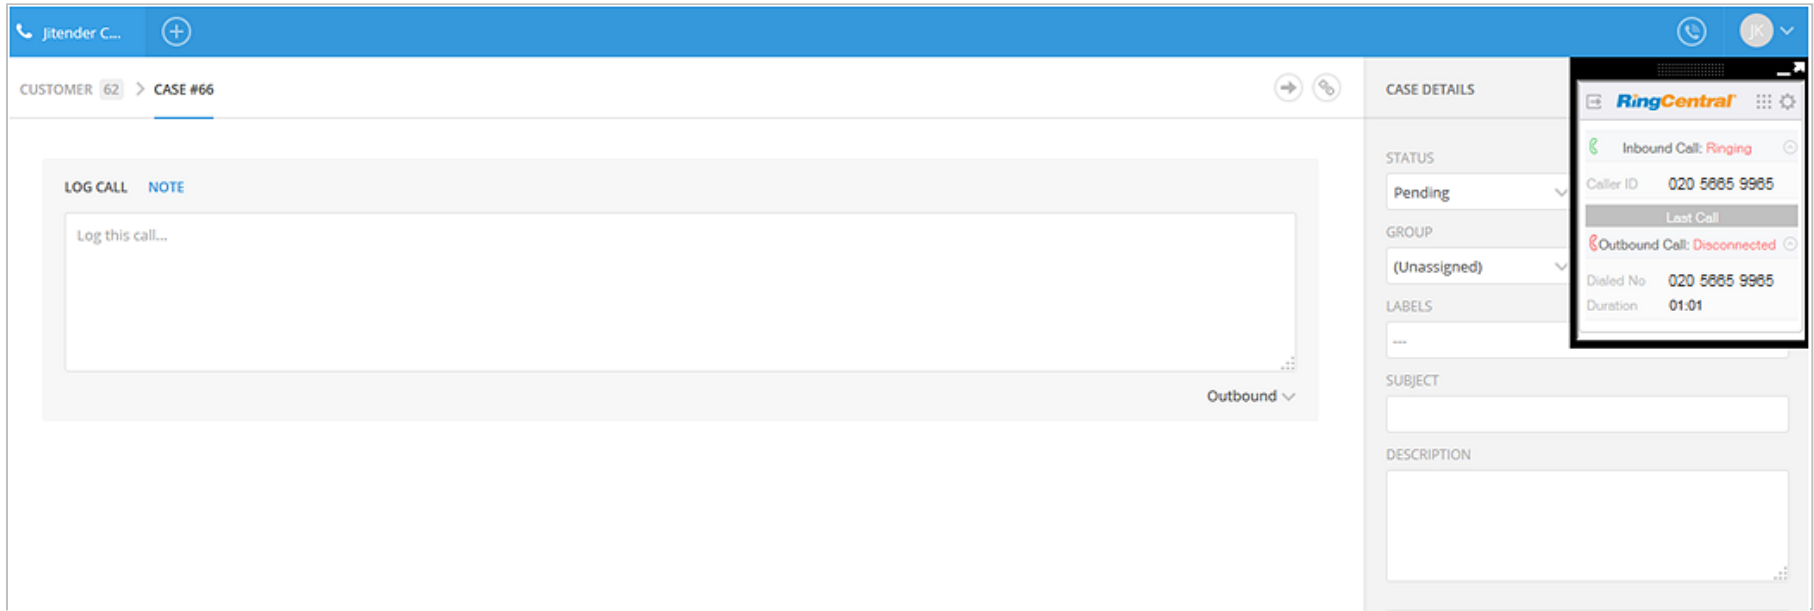 Jitender C...
JK
CUSTOMER 62 > CASE #66
CASE DETAILS
LOG CALL NOTE
Log this call...
Outbound
STATUS
Pending
GROUP
(Unassigned)
LABELS
---
SUBJECT
DESCRIPTION
RingCentral
Inbound Call: Ringing
Caller ID 020 5665 9965
Last Call
Outbound Call: Disconnected
Dialed No 020 5665 9965
Duration 01:01